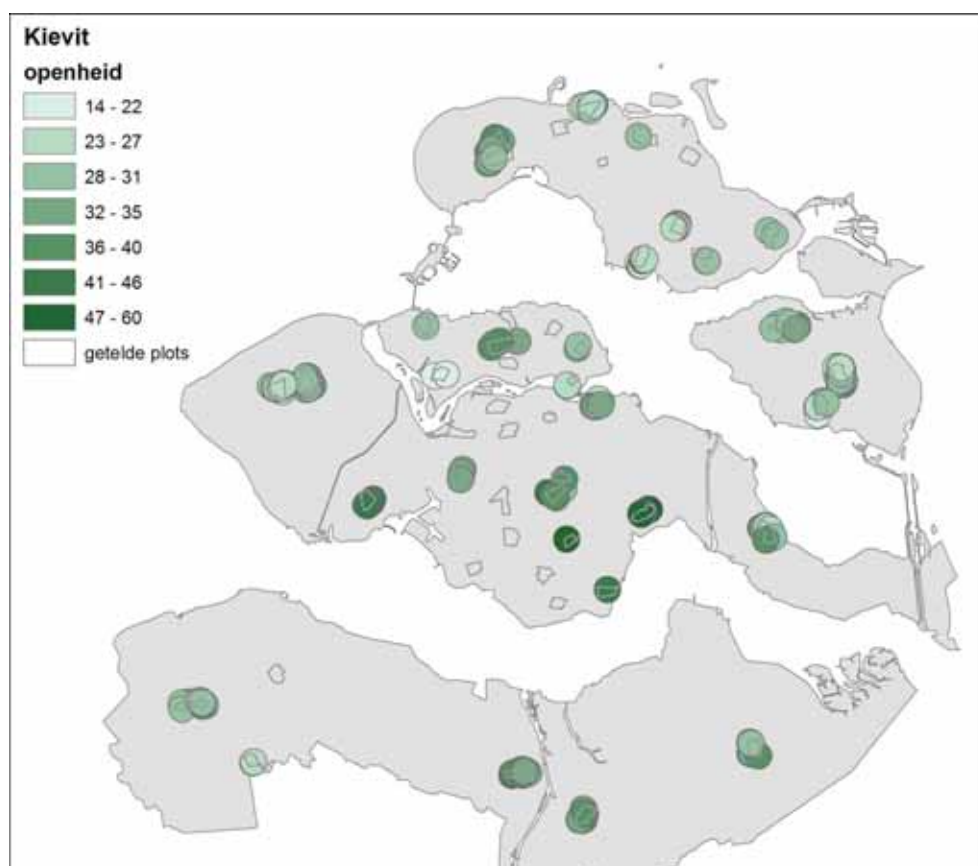 Kievit
openheid
14 - 22
23 - 27
28 - 31
32 - 35
36 - 40
41 - 46
47 - 60
getelde plots